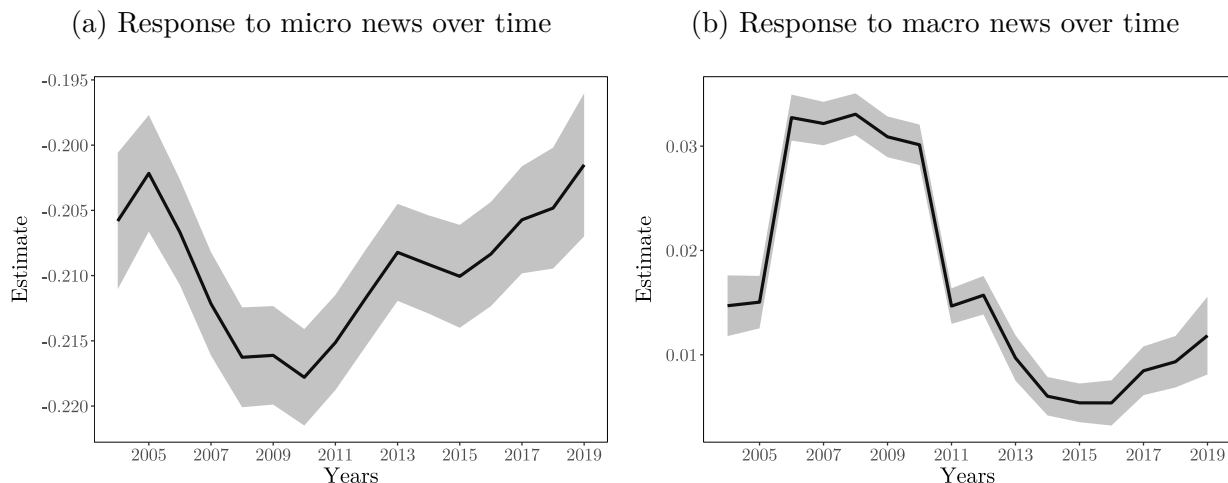 (a) Response to micro news over time
-0.195
-0.200
-0.205
-0.210
-0.215
-0.220
Estimate
2005 2007 2009 2011 2013 2015 2017 2019
Years
(b) Response to macro news over time
0.03
0.02
0.01
Estimate
2005 2007 2009 2011 2013 2015 2017 2019
Years